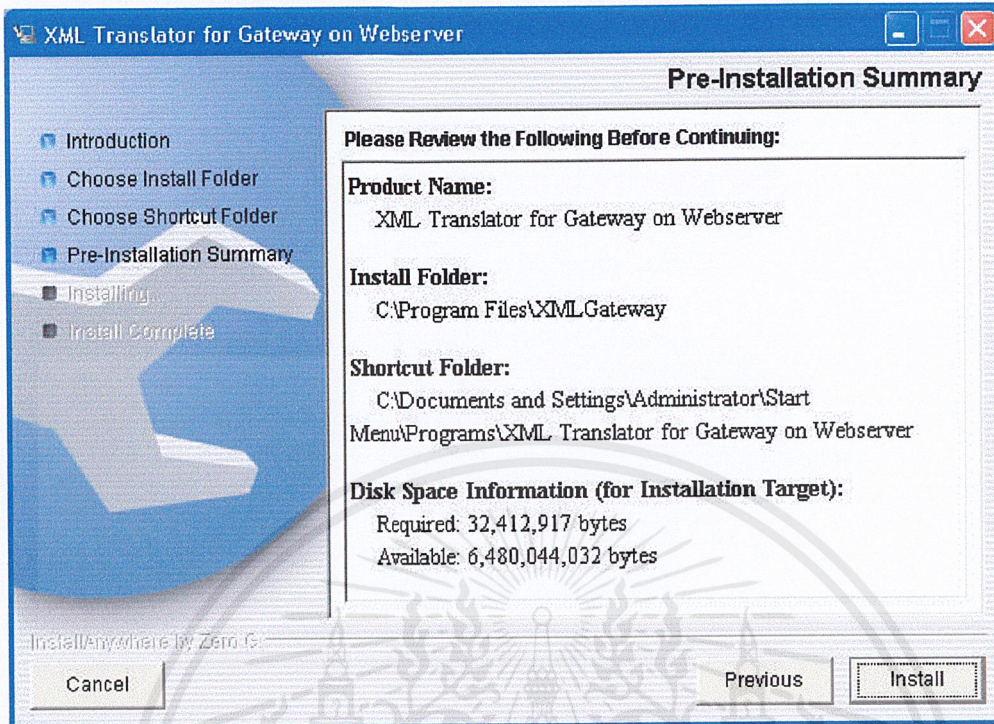 XML Translator for Gateway on Webserver
Pre-Installation Summary
Introduction
Choose Install Folder
Choose Shortcut Folder
Pre-Installation Summary
Installing...
Install Complete
Please Review the Following Before Continuing:
Product Name:
XML Translator for Gateway on Webserver
Install Folder:
C:\Program Files\XMLGateway
Shortcut Folder:
C:\Documents and Settings\Administrator\Start
Menu\Programs\XML Translator for Gateway on Webserver
Disk Space Information (for Installation Target):
Required: 32,412,917 bytes
Available: 6,480,044,032 bytes
InstallAnywhere by Zero G
Cancel
Previous
Install